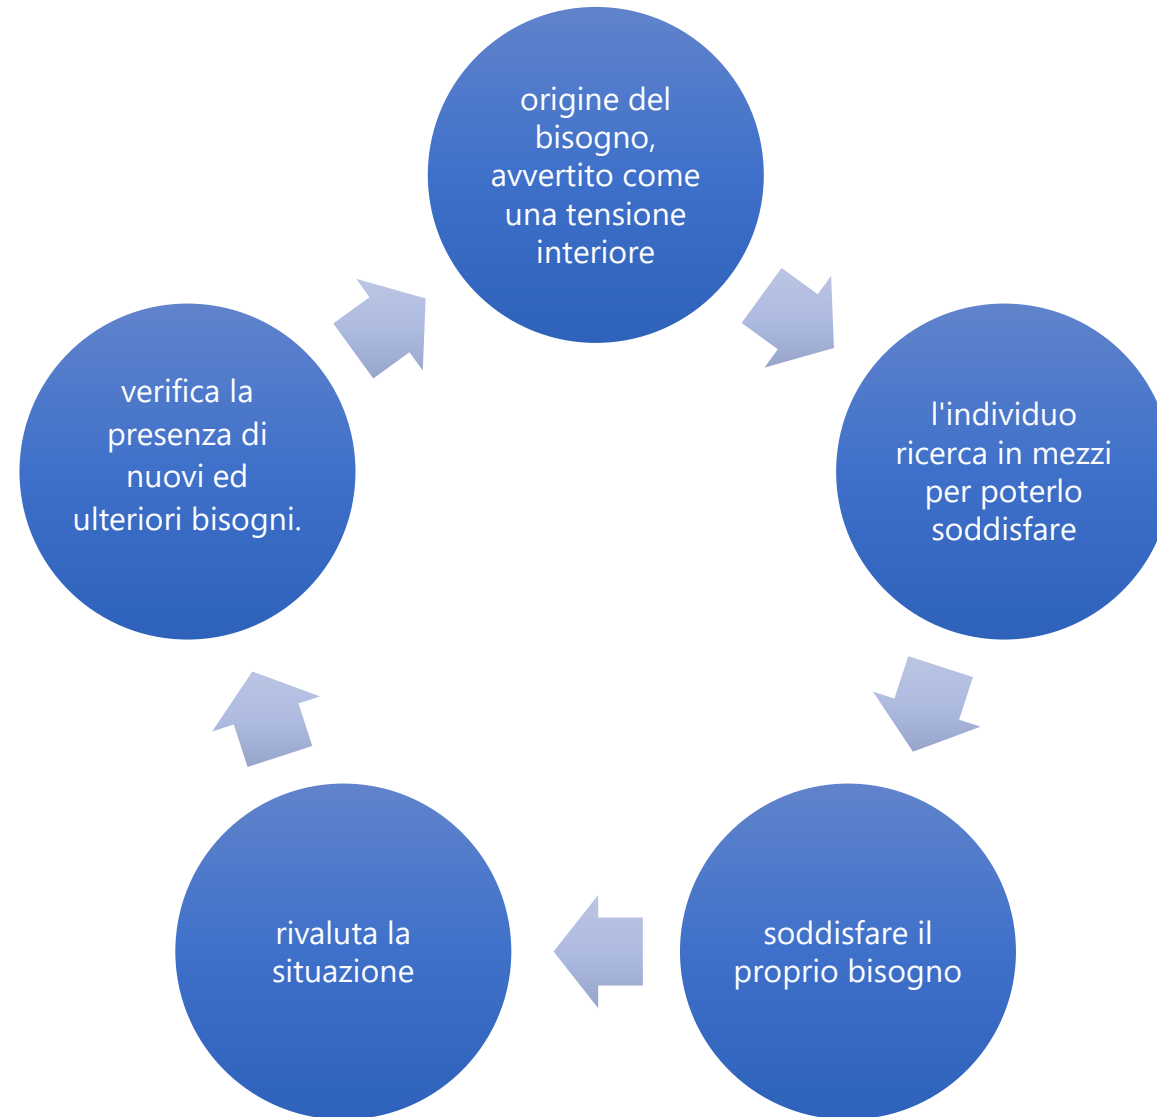 origine del
bisogno,
avvertito come
una tensione
interiore
l'individuo
ricerca in mezzi
per poterlo
soddisfare
soddisfare il
proprio bisogno
rivaluta la
situazione
verifica la
presenza di
nuovi ed
ulteriori bisogni.